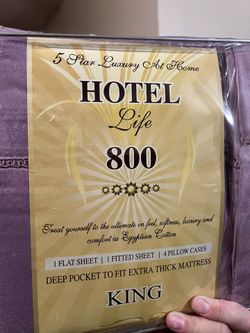 5 Star Luxury At Home
HOTEL
Life
800
Treat yourself to the ultimate in feel, softness, luxury and
comfort as Egyptian Cotton
1 FLAT SHEET | 1 FITTED SHEET | 4 PILLOW CASES
DEEP POCKET TO FIT EXTRA THICK MATTRESS
KING